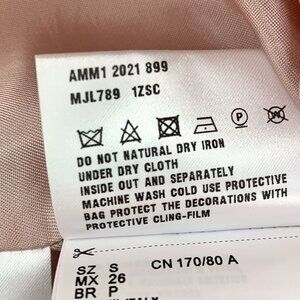 AMM1 2021 899
MJL789 1ZSC
P
DO NOT NATURAL DRY IRON
UNDER DRY CLOTH
INSIDE OUT AND SEPARATELY
MACHINE WASH COLD USE PROTECTIVE
BAG PROTECT THE DECORATIONS WITH
PROTECTIVE CLING-FILM
SZ S CN 170/80 A
MX 26
BR P